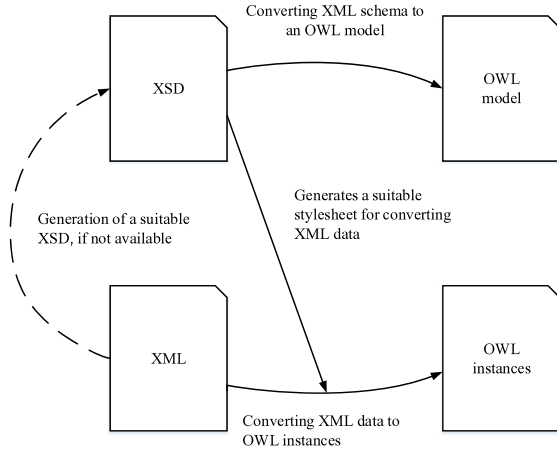 Converting XML schema to
an OWL model
XSD
OWL
model
Generates a suitable
stylesheet for converting
XML data
Generation of a suitable
XSD, if not available
XML
OWL
instances
Converting XML data to
OWL instances